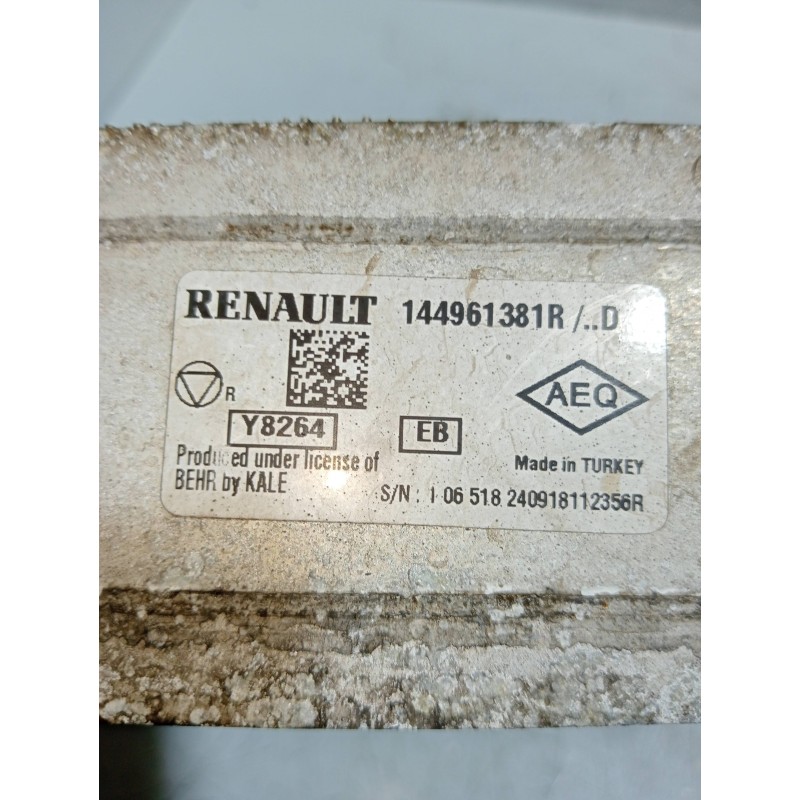 RENAULT 144961381R /..D
R
AEQ
Y8264 EB
Produced under license of
BEHR by KALE
Made in TURKEY
S/N : 1 06 518 240918112356R